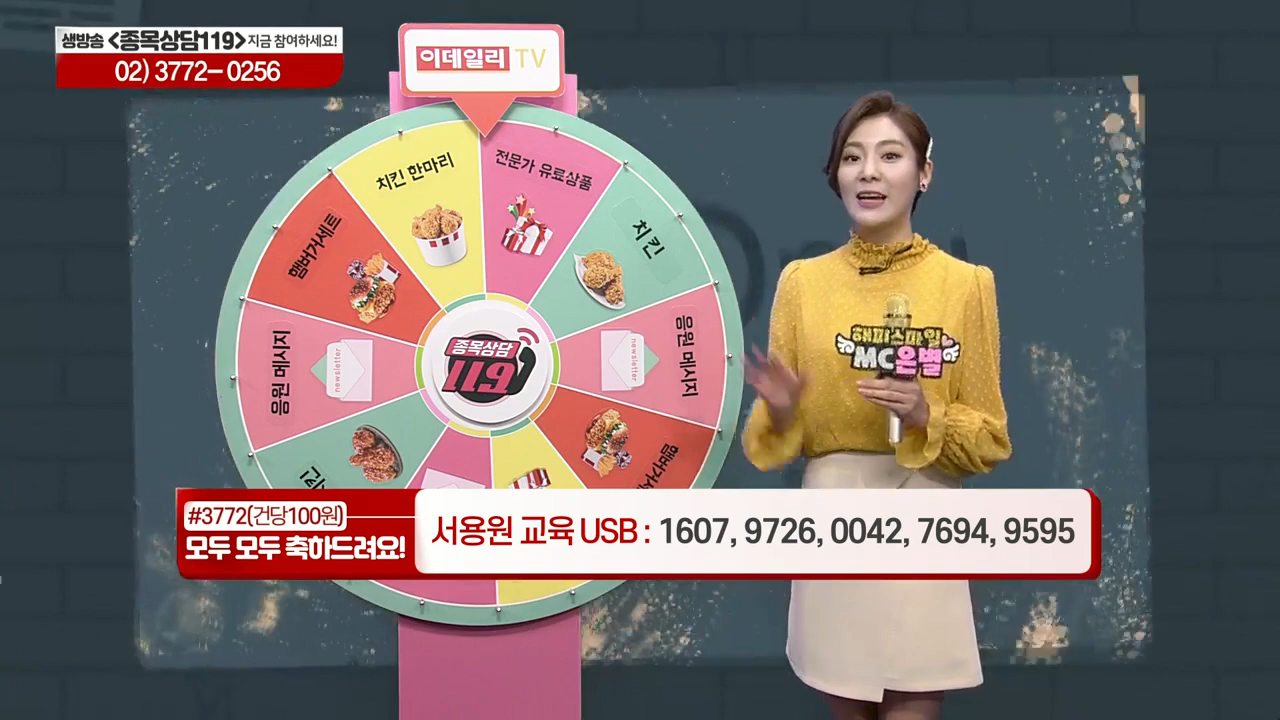 생방송 <종목상담119> 지금 참여하세요!
02) 3772-0256
이데일리 TV
치킨 한마리
전문가 유료상품
햄버거세트
치킨
응원 메시지
newsletter
newsletter
응원 메시지
종목상담
119
해피스마일
MC은별
#3772(건당100원)
모두 모두 축하드려요!
서용원 교육 USB : 1607, 9726, 0042, 7694, 9595